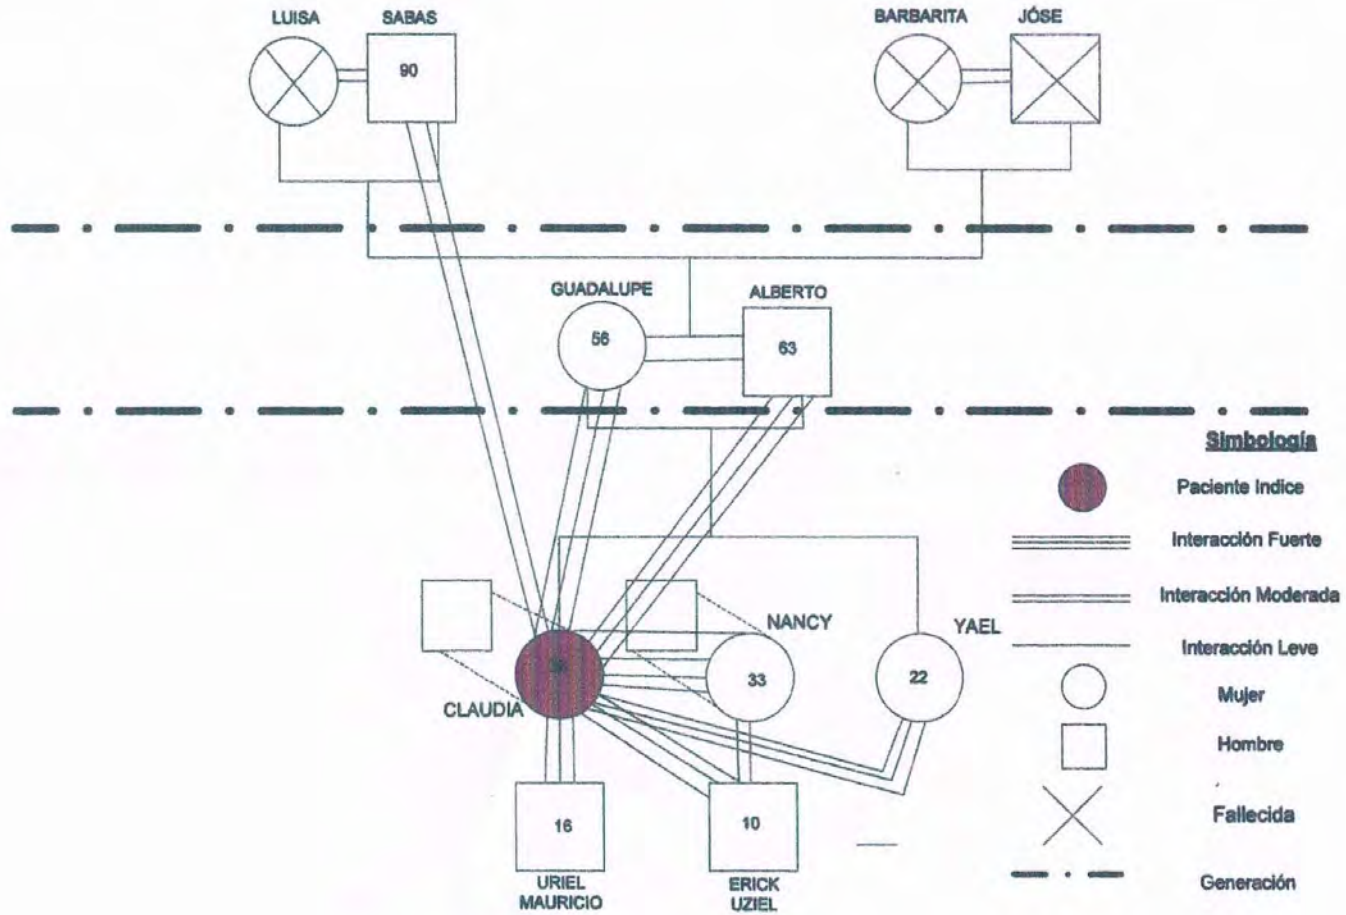 LUISA
SABAS
BARBARITA
JÓSE
90
GUADALUPE
ALBERTO
56
63
Simbología
Paciente Indice
Interacción Fuerte
Interacción Moderada
NANCY
YAEL
Interacción Leve
33
22
Mujer
CLAUDIA
Hombre
16
10
Fallecida
URIEL
MAURICIO
ERICK
UZIEL
Generación